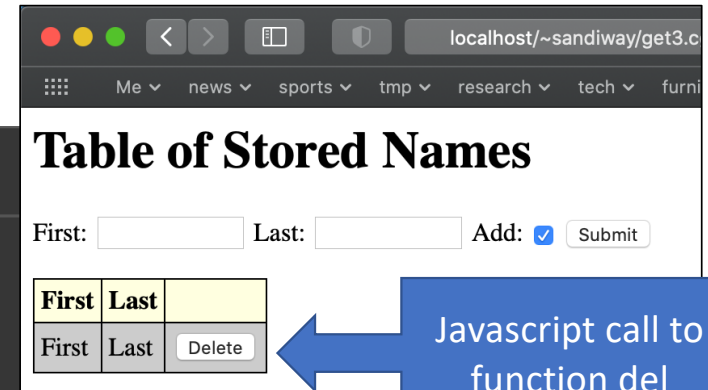 localhost/~sandiway/get3.c
Me news sports tmp research tech furni
Table of Stored Names
First: Last: Add: Submit
First Last
First Last Delete
Javascript call to
function del